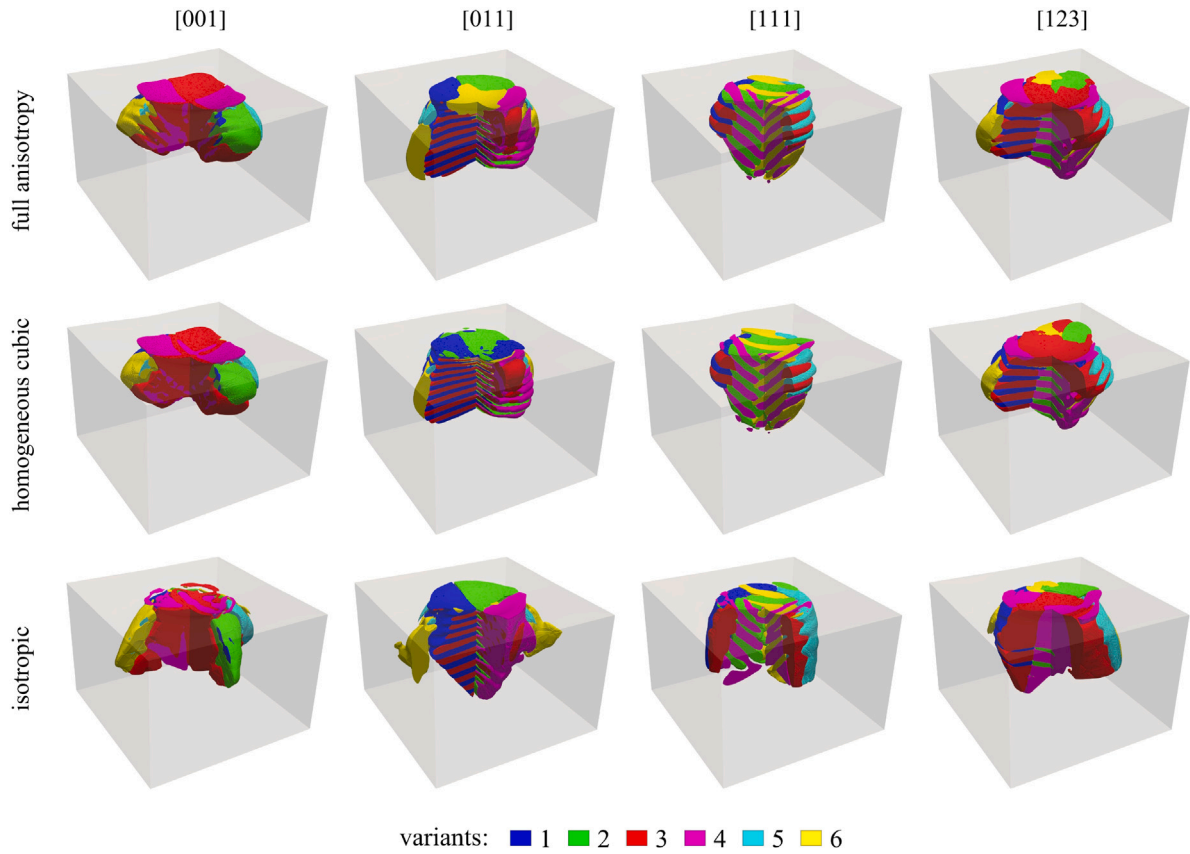 [001] [011] [111] [123]
full anisotropy
homogeneous cubic
isotropic
variants: 1 2 3 4 5 6